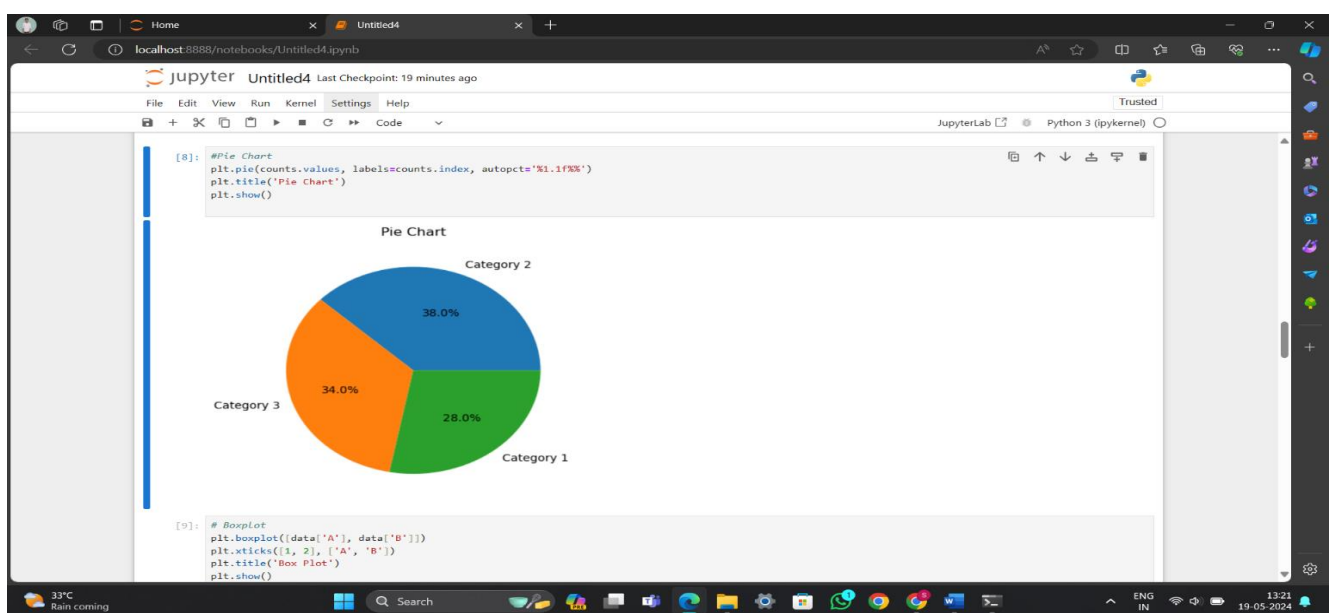 Home
Untitled4
localhost:8888/notebooks/Untitled4.ipynb
jupyter Untitled4 Last Checkpoint: 19 minutes ago
File Edit View Run Kernel Settings Help
Trusted
Code
JupyterLab
Python 3 (ipykernel)
[8]:
#Pie Chart
plt.pie(counts.values, labels=counts.index, autopct='%1.1f%%')
plt.title('Pie Chart')
plt.show()
Pie Chart
Category 2
38.0%
34.0%
Category 3
28.0%
Category 1
[9]:
# Boxplot
plt.boxplot([data['A'], data['B']])
plt.xticks([1, 2], ['A', 'B'])
plt.title('Box Plot')
plt.show()
33°C
Rain coming
Search
ENG
IN
13:21
19-05-2024